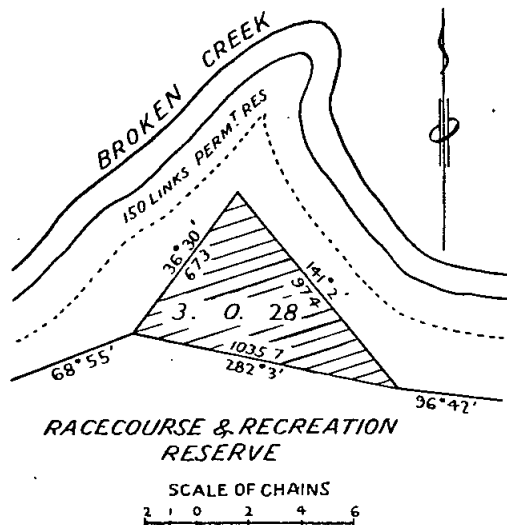 BROKEN CREEK
150 LINKS PERMT RES
36°30'
673
141°2'
974
3. 0. 28
1035 7
282°3'
68°55'
96°42'
RACECOURSE & RECREATION
RESERVE
SCALE OF CHAINS
2 1 0 2 4 6